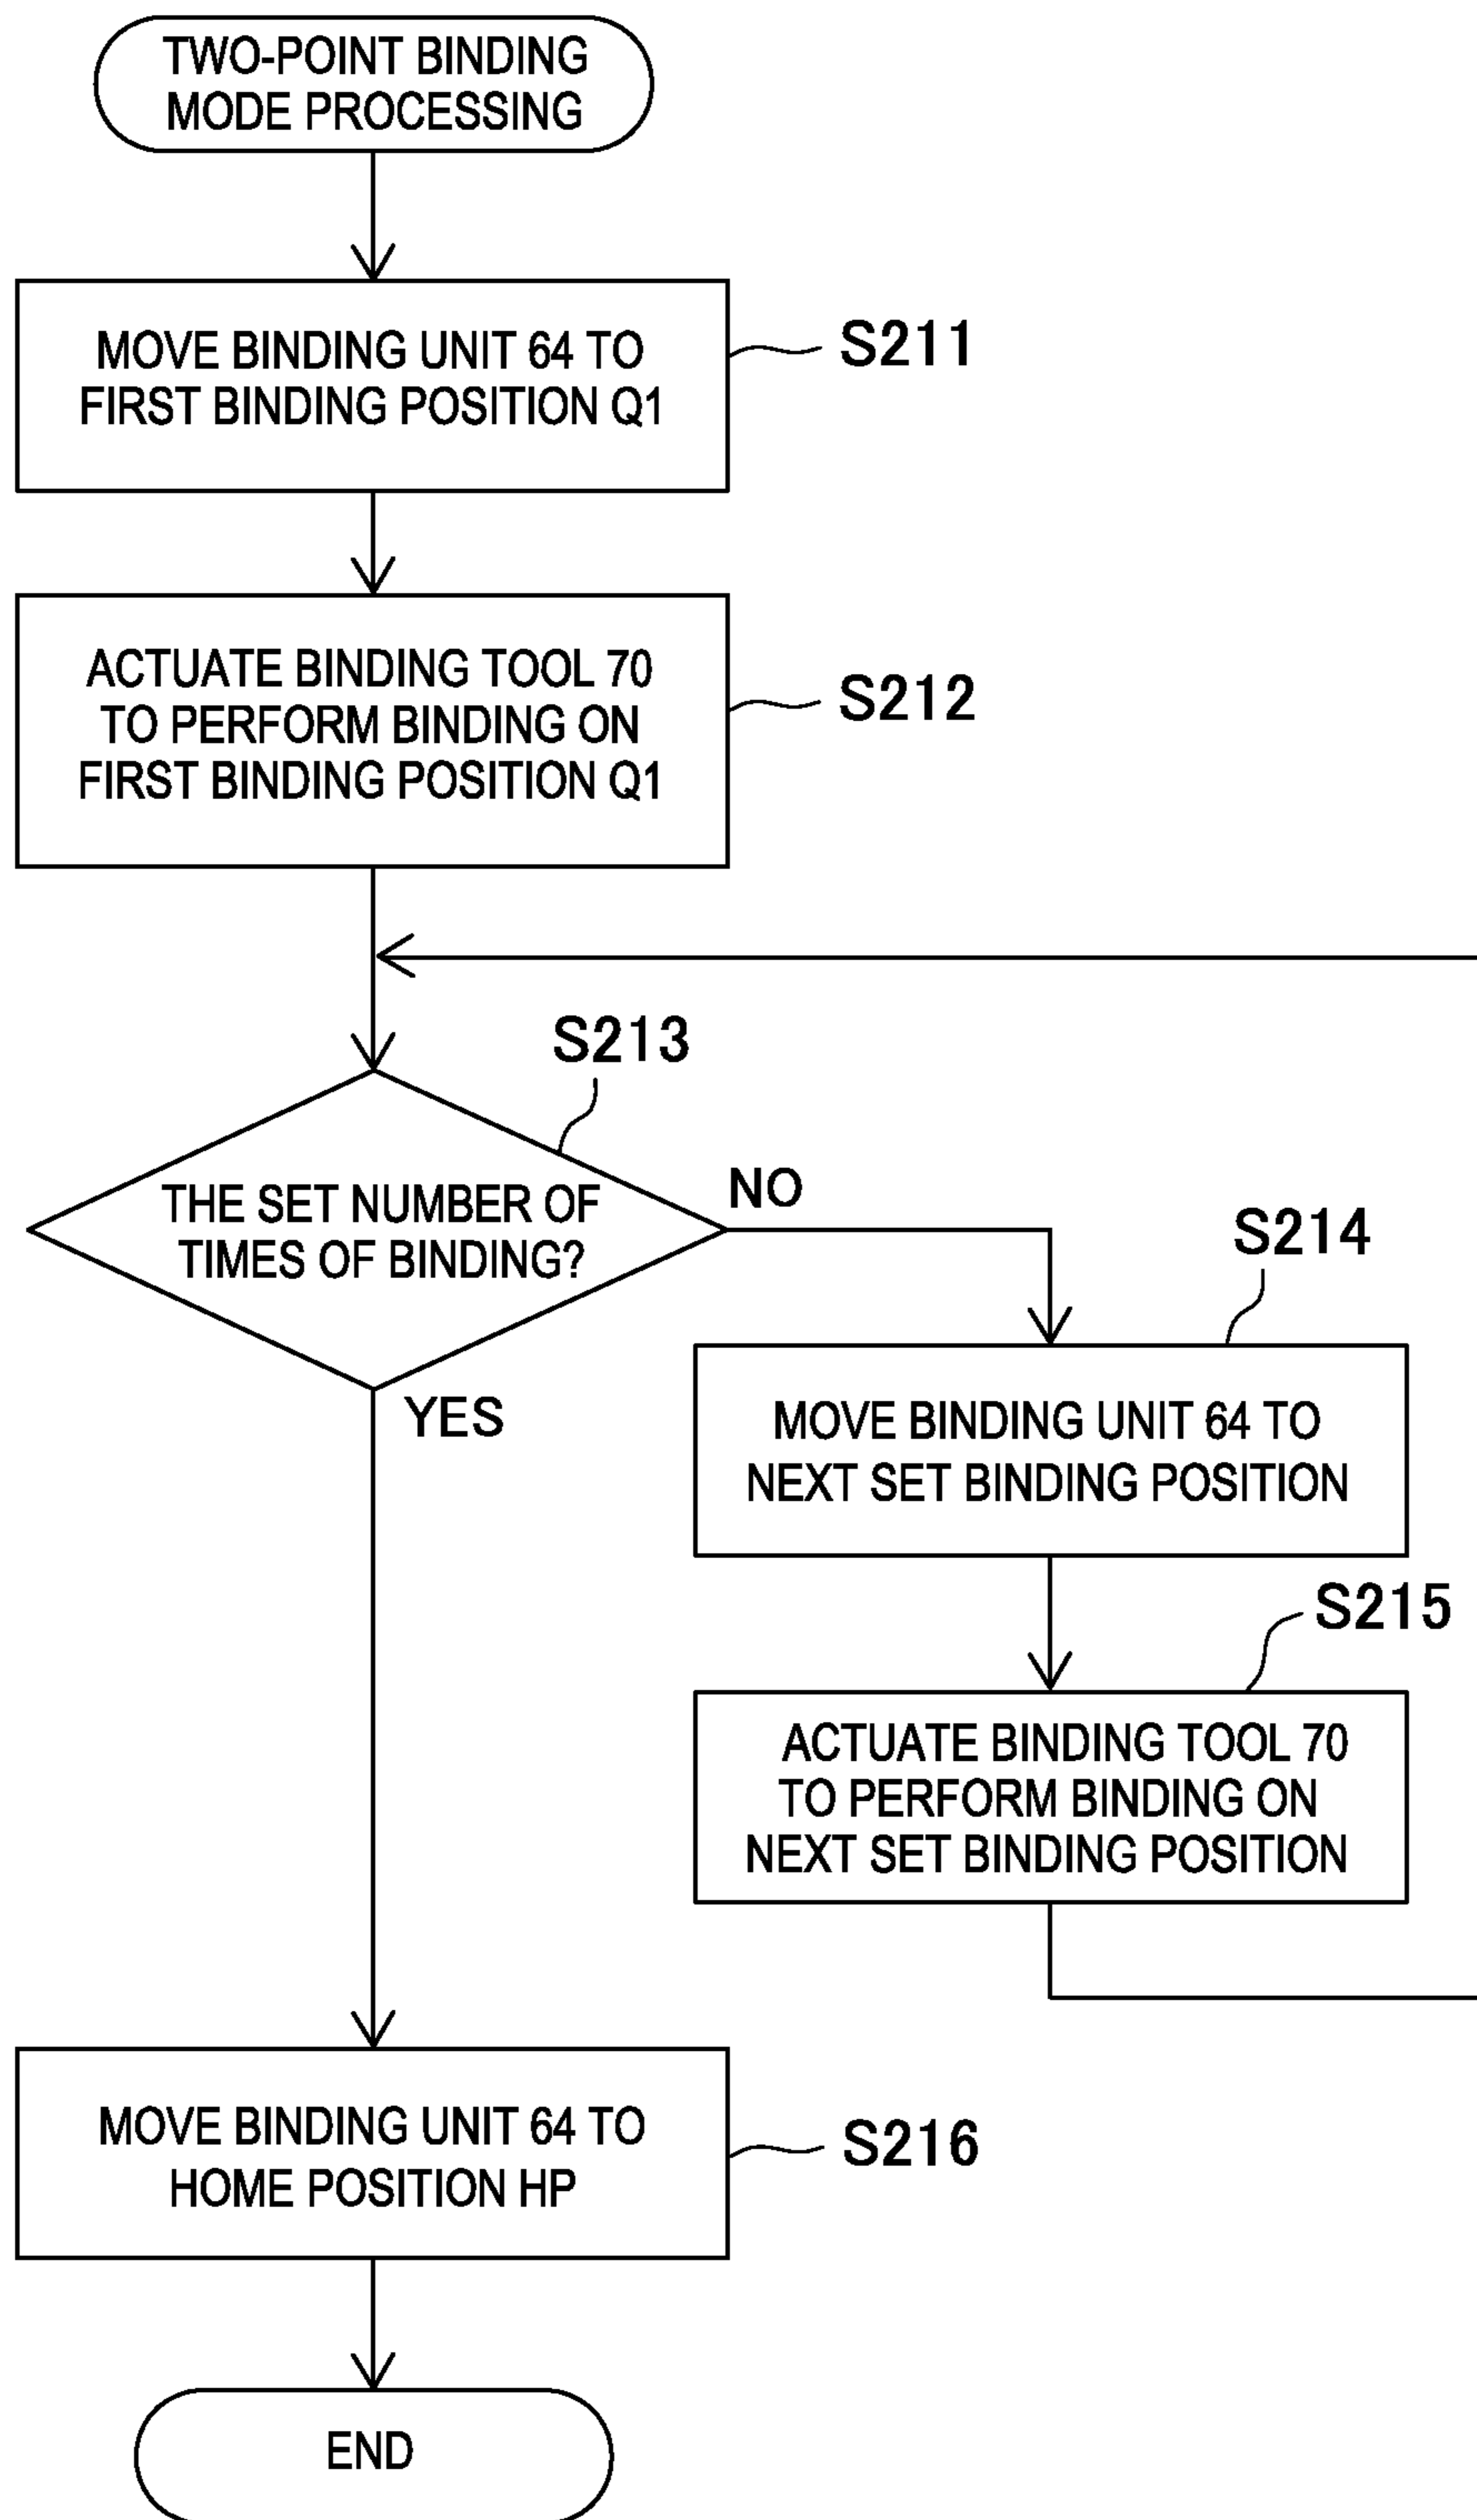 TWO-POINT BINDING
MODE PROCESSING
MOVE BINDING UNIT 64 TO
FIRST BINDING POSITION Q1
S211
ACTUATE BINDING TOOL 70
TO PERFORM BINDING ON
FIRST BINDING POSITION Q1
S212
S213
THE SET NUMBER OF
TIMES OF BINDING?
NO
YES
S214
MOVE BINDING UNIT 64 TO
NEXT SET BINDING POSITION
S215
ACTUATE BINDING TOOL 70
TO PERFORM BINDING ON
NEXT SET BINDING POSITION
MOVE BINDING UNIT 64 TO
HOME POSITION HP
S216
END